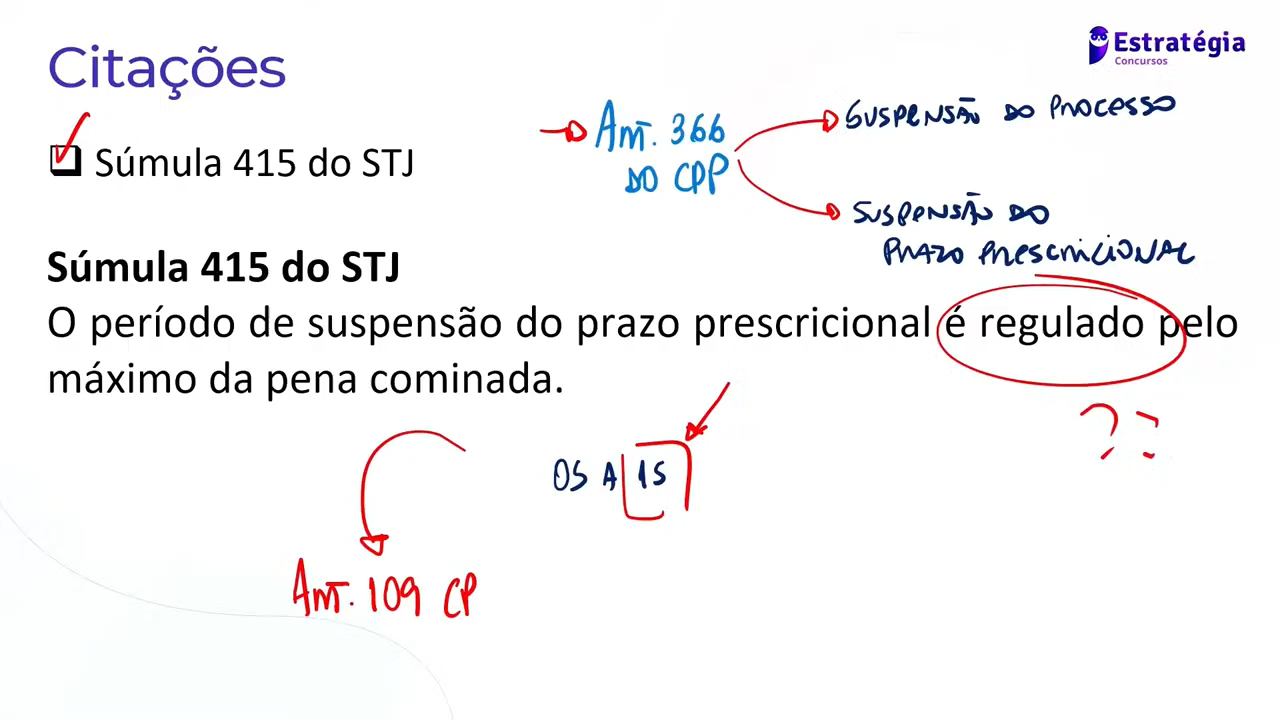 Citações
Estratégia
Concursos
Súmula 415 do STJ
Art. 366
DO CPP
SUSPENSÃO DO PROCESSO
SUSPENSÃO DO
PRAZO PRESCRICIONAL
Súmula 415 do STJ
O período de suspensão do prazo prescricional é regulado pelo
máximo da pena cominada.
??
05 A 15
Art. 109 CP